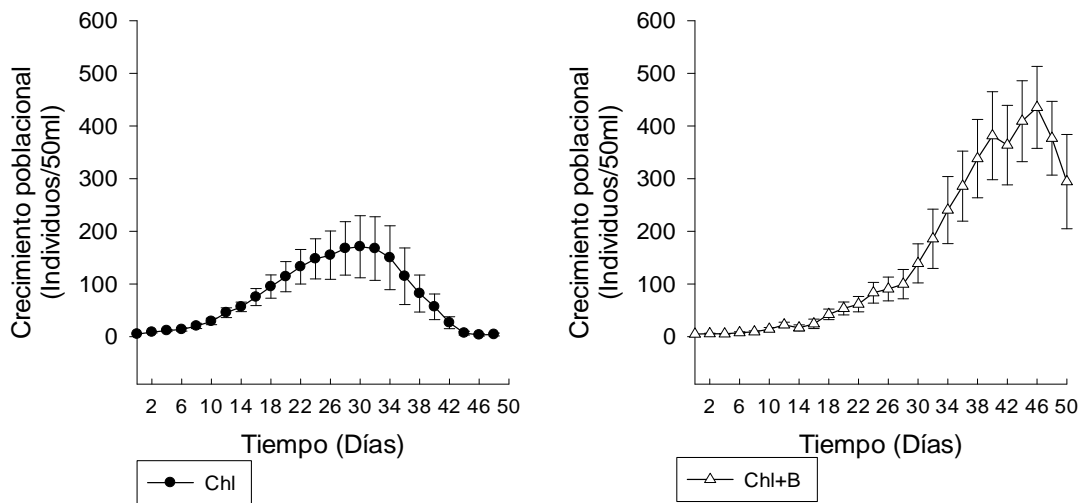 600
500
400
300
200
100
0
Crecimiento poblacional
(Individuos/50ml)
2 6 10 14 18 22 26 30 34 38 42 46 50
Tiempo (Días)
Chl
600
500
400
300
200
100
0
Crecimiento poblacional
(Individuos/50ml)
2 6 10 14 18 22 26 30 34 38 42 46 50
Tiempo (Días)
Chl+B